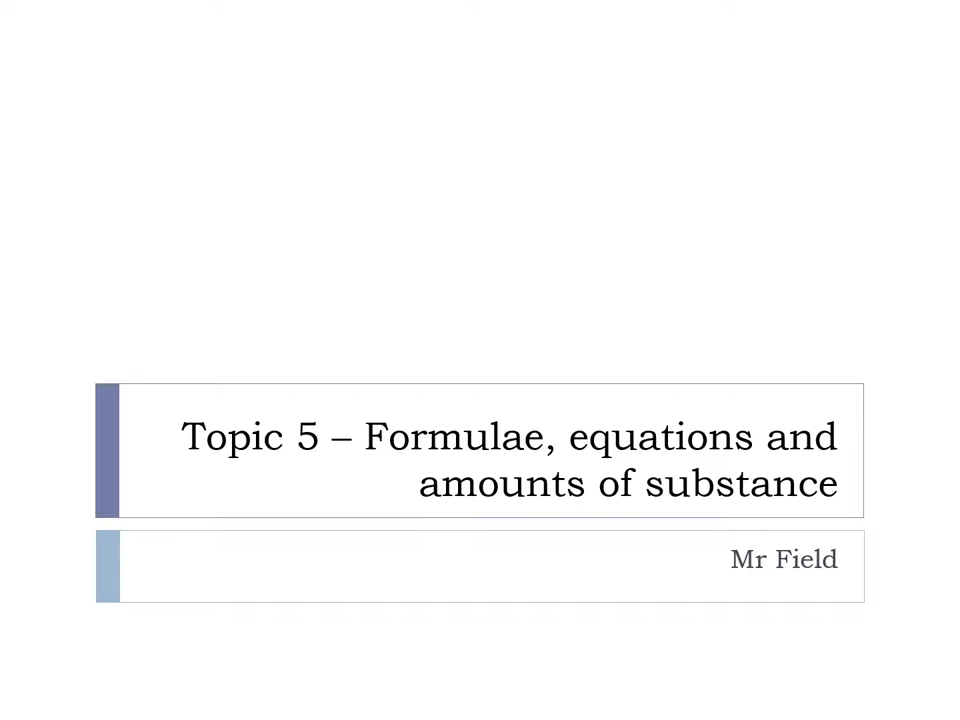 Topic 5 – Formulae, equations and
amounts of substance
Mr Field